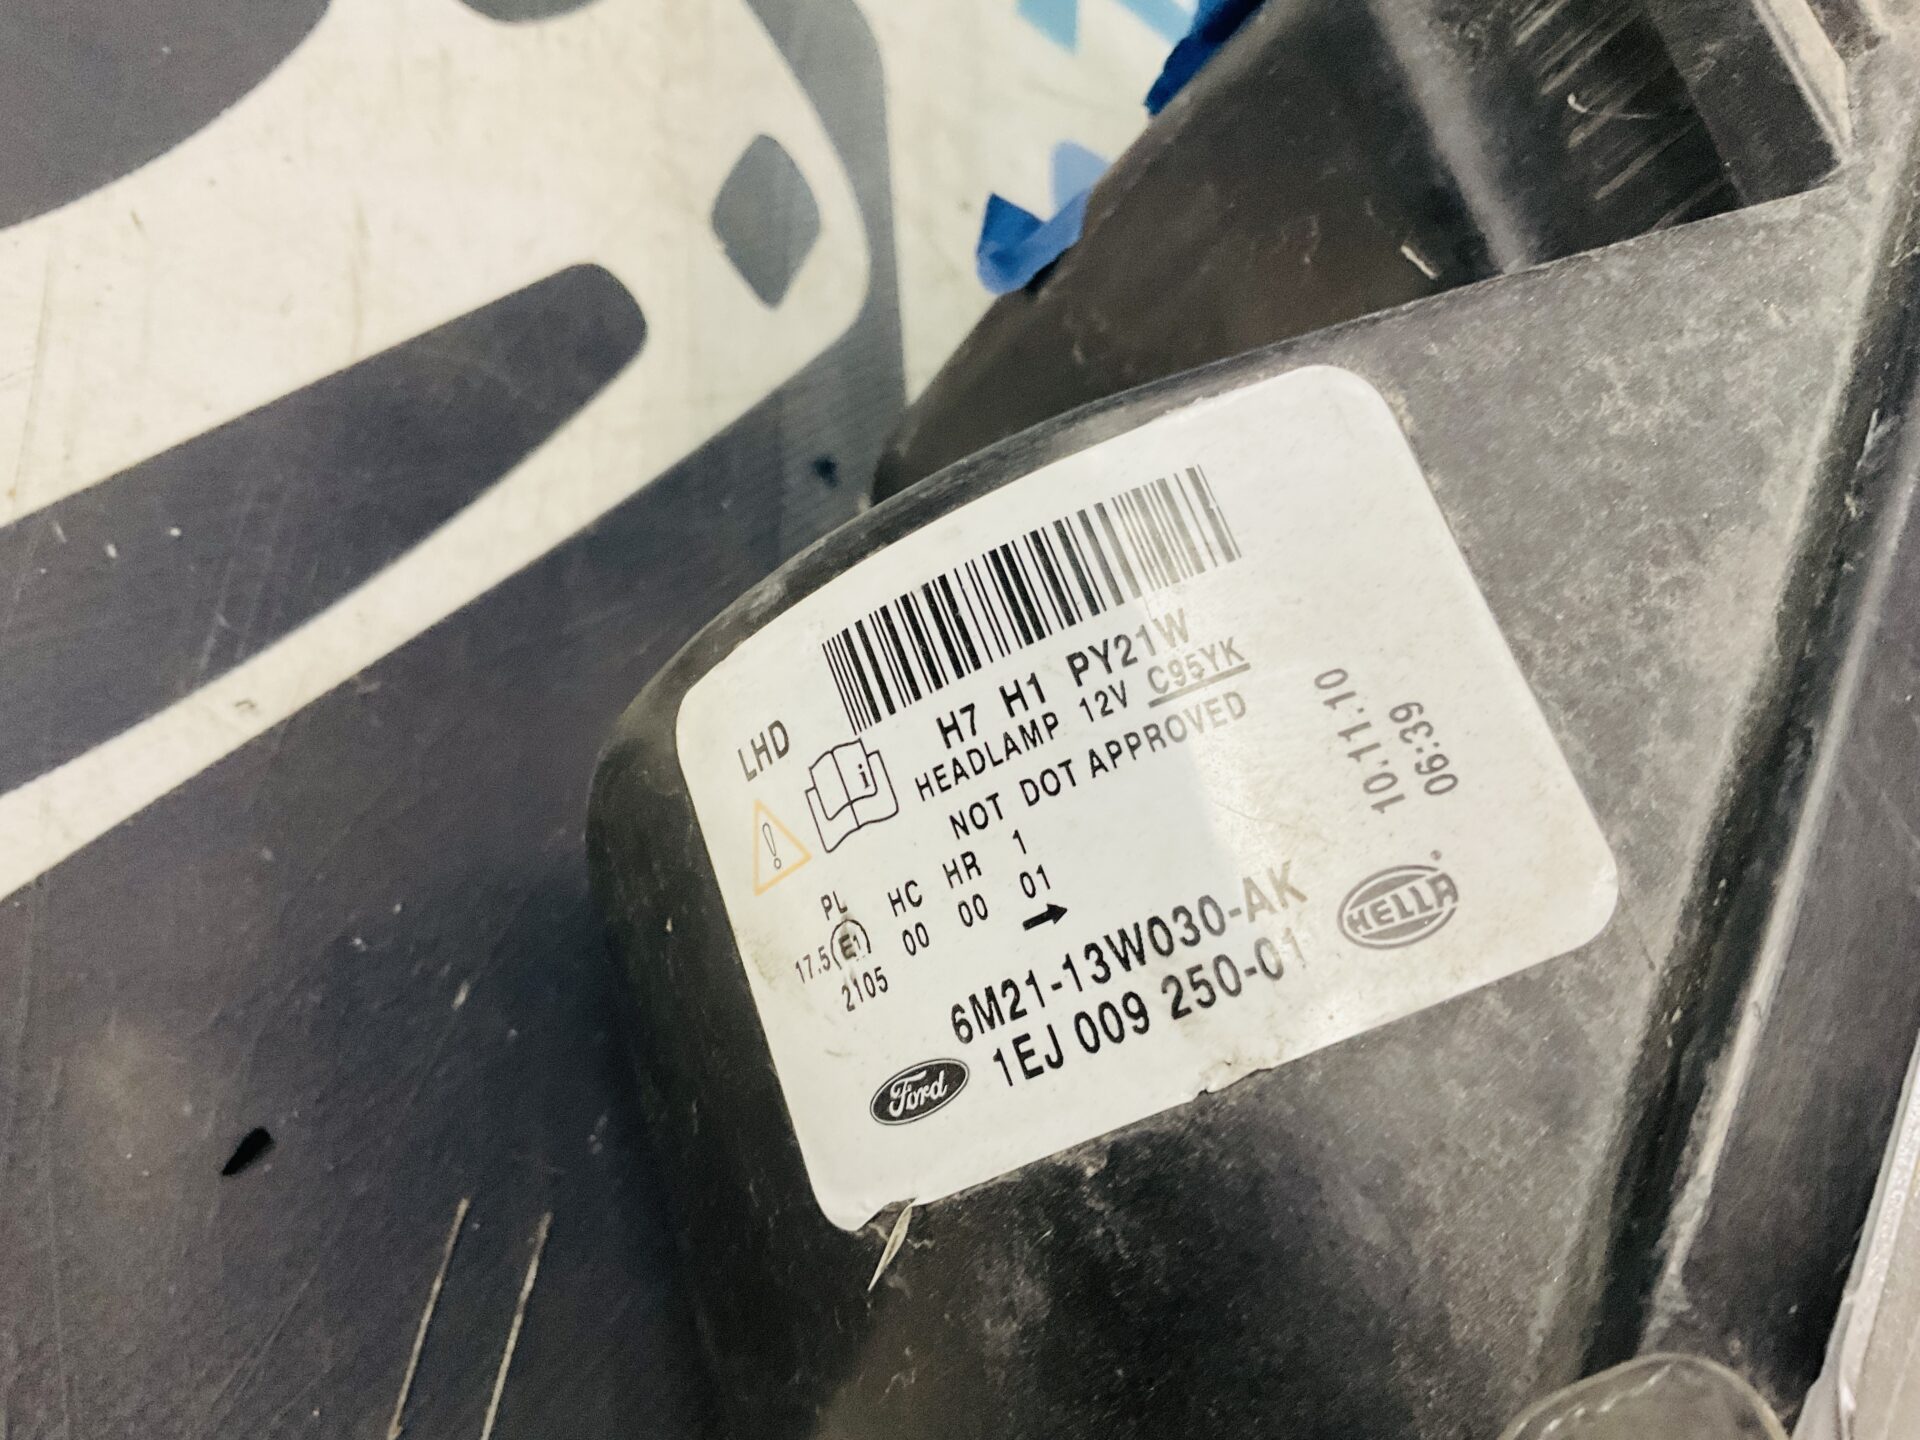 LHD
H7 H1 PY21W
HEADLAMP 12V C95YK
NOT DOT APPROVED
10.11.10
06:39
PL HC HR 1
17.5 E1 00 00 01
2105
6M21-13W030-AK
1EJ 009 250-01
HELLA
Ford